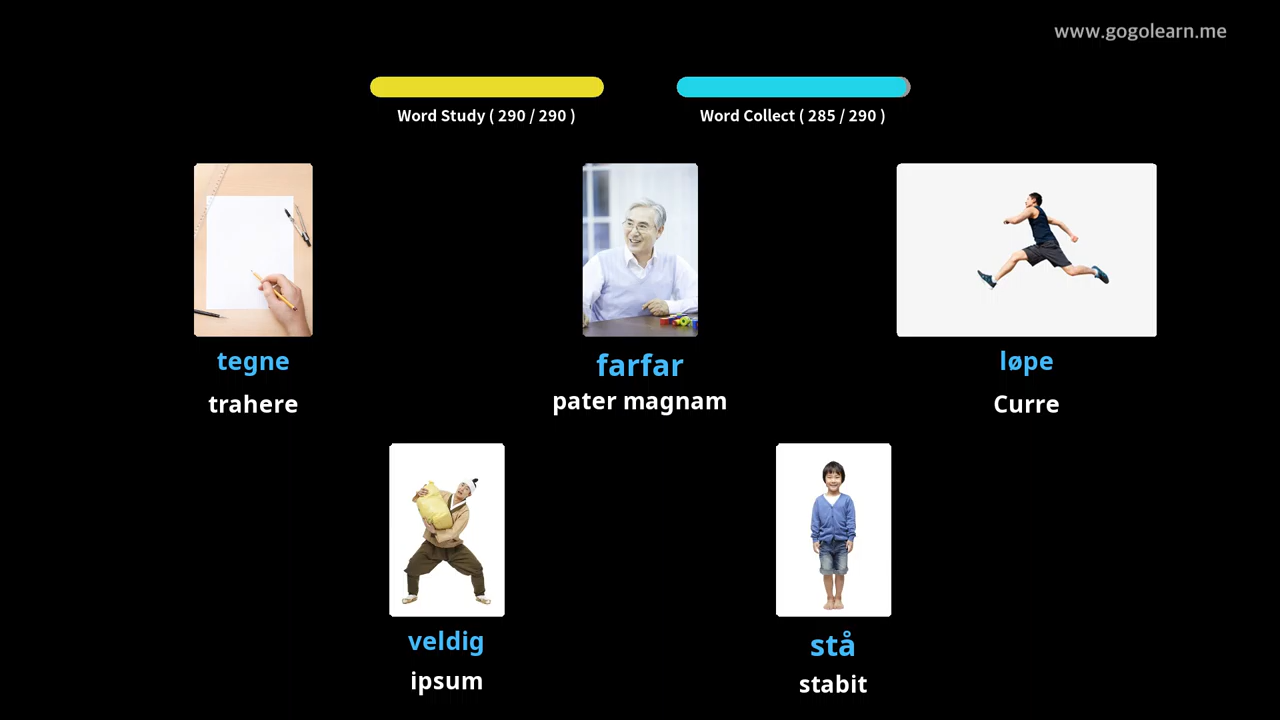 www.gogolearn.me
Word Study ( 290 / 290 )
Word Collect ( 285 / 290 )
tegne
trahere
farfar
pater magnam
løpe
Curre
veldig
ipsum
stå
stabit